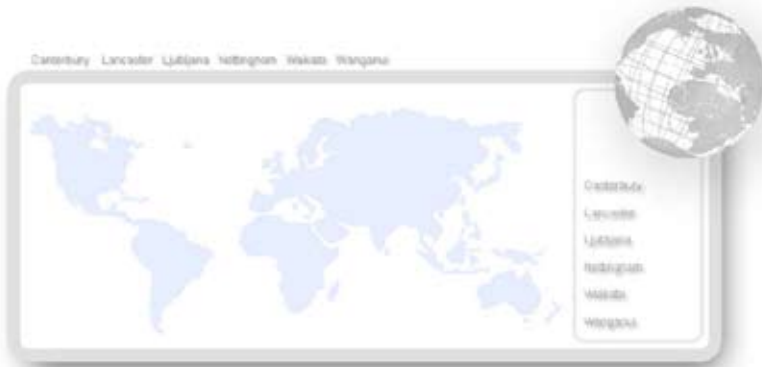 Canterbury Lancaster Ljubljana Nottingham Waikato Wanganui
Canterbury
Lancaster
Ljubljana
Nottingham
Waikato
Wanganui